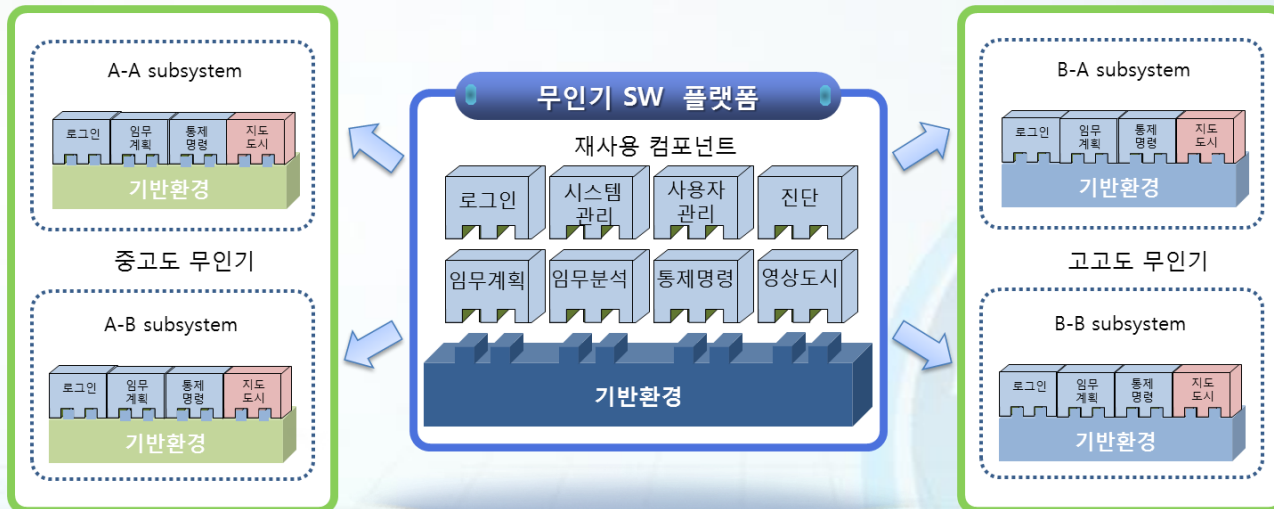 A-A subsystem
로그인
임무
계획
통제
명령
지도
도시
기반환경
중고도 무인기
A-B subsystem
로그인
임무
계획
통제
명령
지도
도시
기반환경
무인기 SW 플랫폼
재사용 컴포넌트
로그인
시스템
관리
사용자
관리
진단
임무계획
임무분석
통제명령
영상도시
기반환경
B-A subsystem
로그인
임무
계획
통제
명령
지도
도시
기반환경
고고도 무인기
B-B subsystem
로그인
임무
계획
통제
명령
지도
도시
기반환경